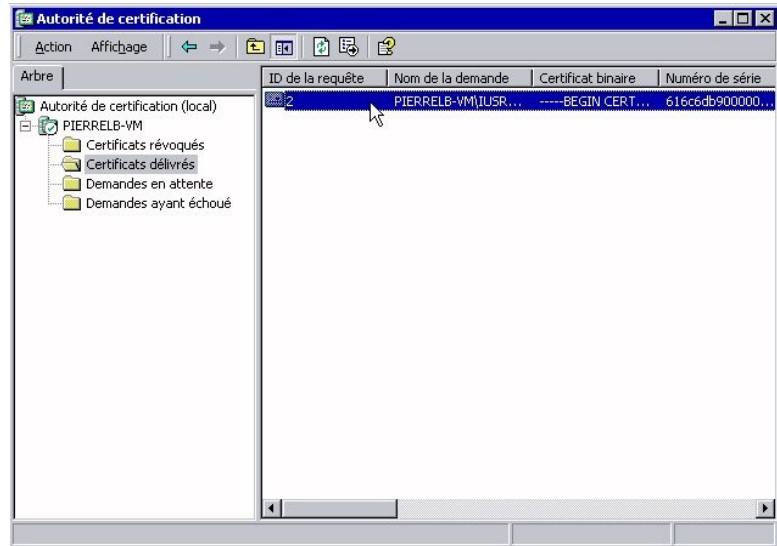 Autorité de certification
Action Affichage
Arbre
ID de la requête Nom de la demande Certificat binaire Numéro de série
2 PIERRELB-VM\IUSR... -----BEGIN CERT... 616c6db900000...
Autorité de certification (local)
PIERRELB-VM
Certificats révoqués
Certificats délivrés
Demandes en attente
Demandes ayant échoué